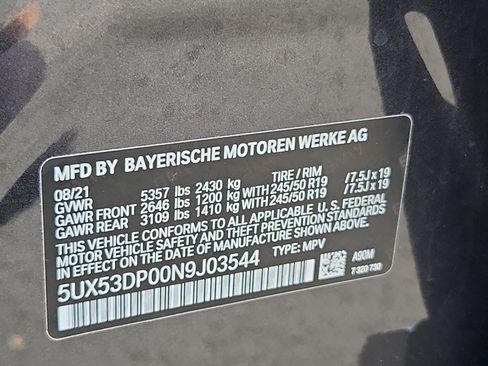 MFD BY BAYERISCHE MOTOREN WERKE AG
08/21 TIRE / RIM
GVWR 5357 lbs 2430 kg
GAWR FRONT 2646 lbs 1200 kg WITH 245/50 R19 / 7.5J x 19
GAWR REAR 3109 lbs 1410 kg WITH 245/50 R19 / 7.5J x 19
THIS VEHICLE CONFORMS TO ALL APPLICABLE U.S. FEDERAL
MOTOR VEHICLE SAFETY AND THEFT PREVENTION STANDARDS
IN EFFECT ON THE DATE OF MANUFACTURE SHOWN ABOVE.
5UX53DP00N9J03544 TYPE: MPV
A90M
7 320 730